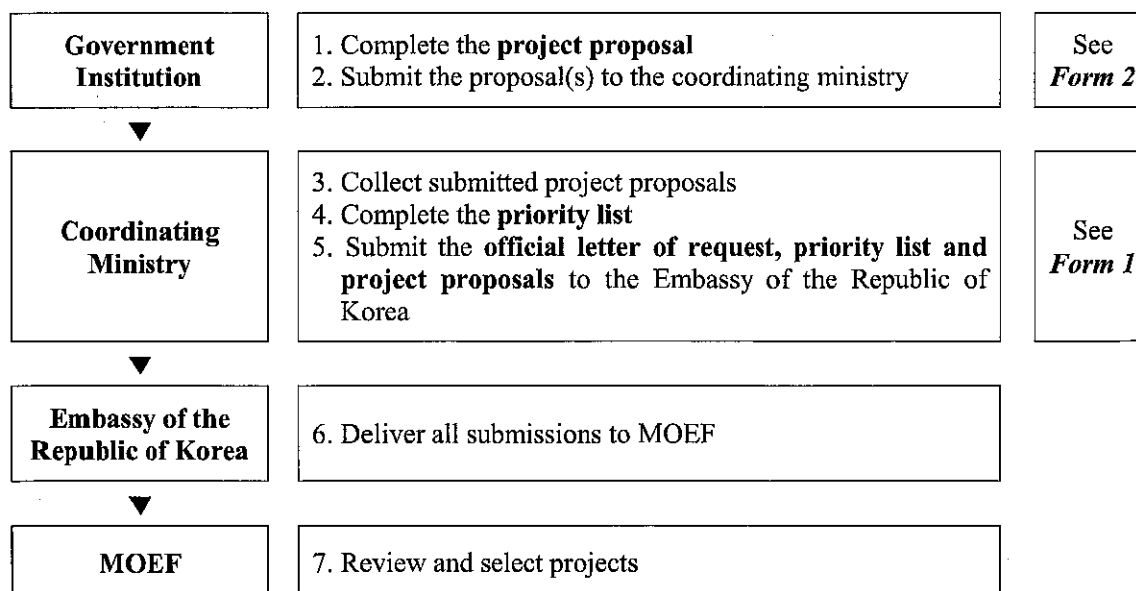 Government
Institution
1. Complete the project proposal
2. Submit the proposal(s) to the coordinating ministry
See
Form 2
Coordinating
Ministry
3. Collect submitted project proposals
4. Complete the priority list
5. Submit the official letter of request, priority list and
project proposals to the Embassy of the Republic of
Korea
See
Form 1
Embassy of the
Republic of Korea
6. Deliver all submissions to MOEF
MOEF
7. Review and select projects